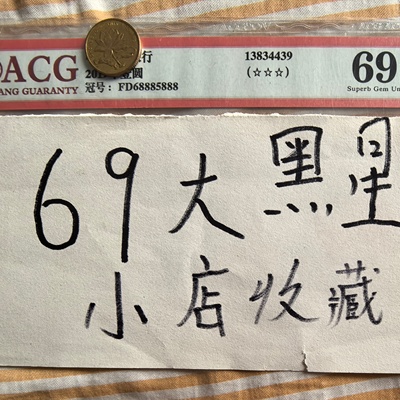 ACG
行
13834439
(☆☆☆)
冠号：FD68885888
ANG GUARANTY
69
Superb Gem Un
69大黑星
小店收藏